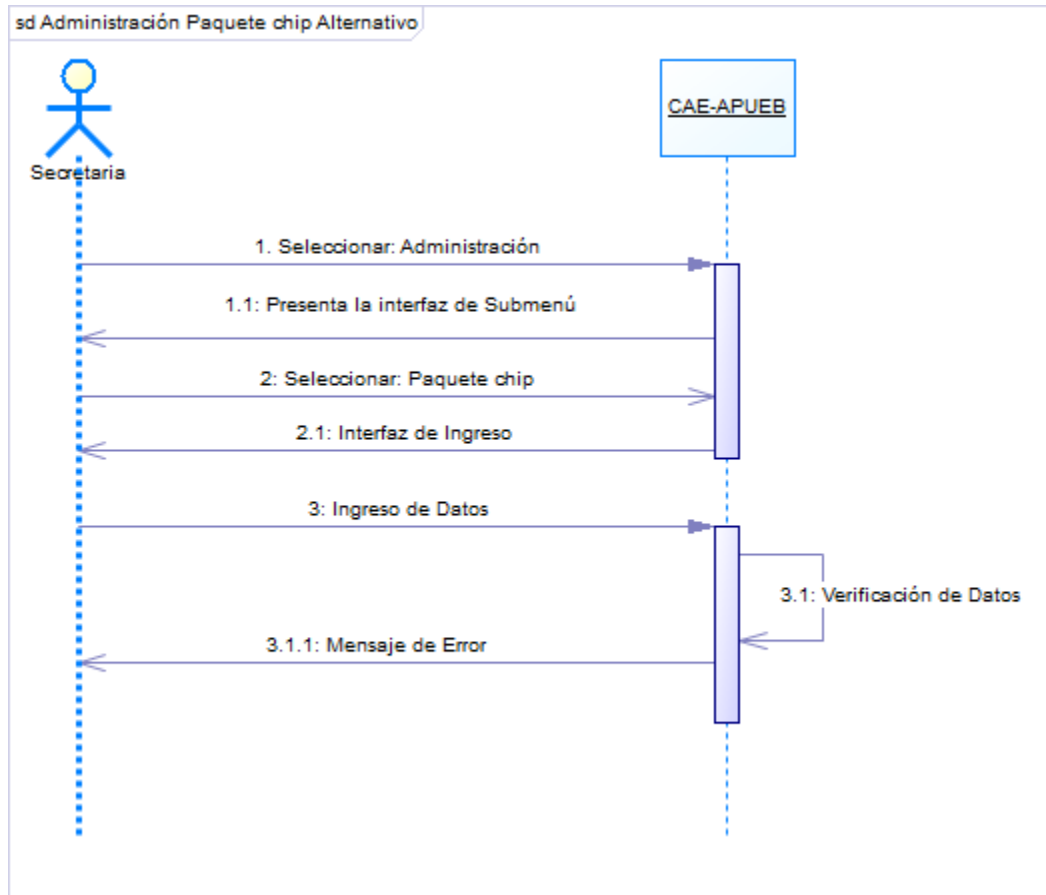 sd Administración Paquete chip Alternativo
CAE-APUEB
Secretaria
1. Seleccionar: Administración
1.1: Presenta la interfaz de Submenú
2: Seleccionar: Paquete chip
2.1: Interfaz de Ingreso
3: Ingreso de Datos
3.1: Verificación de Datos
3.1.1: Mensaje de Error